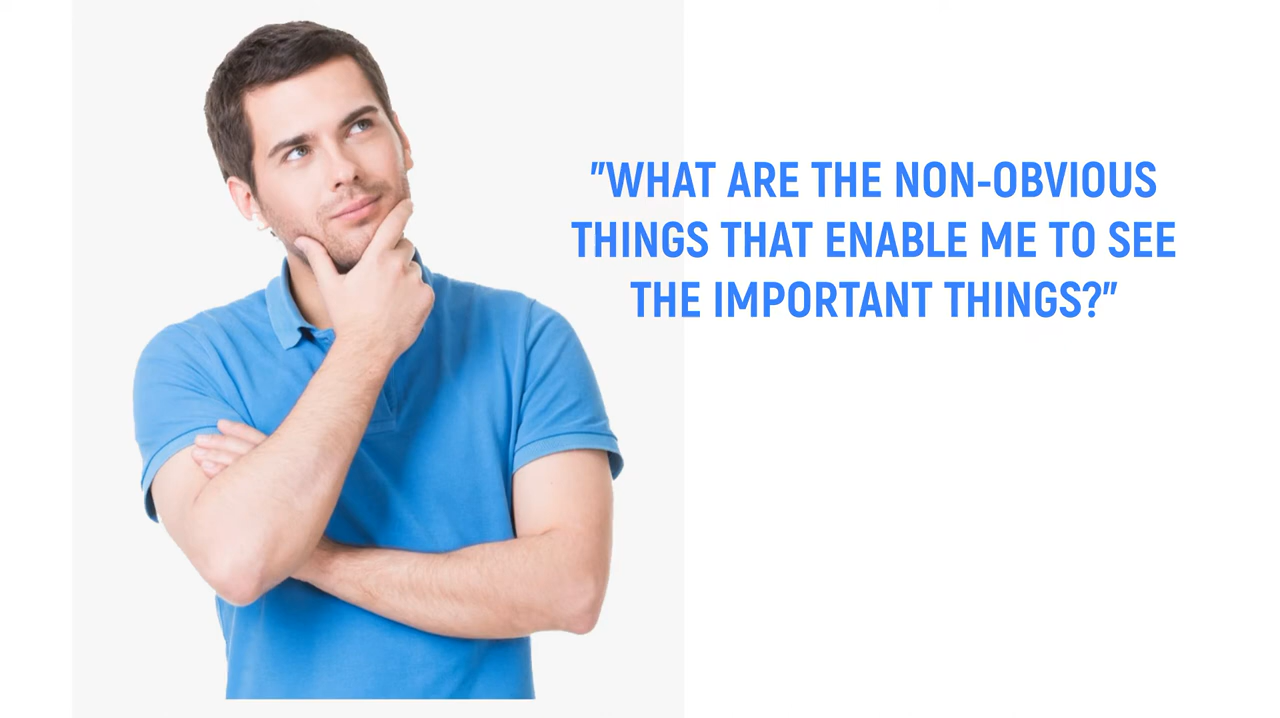 "WHAT ARE THE NON-OBVIOUS
THINGS THAT ENABLE ME TO SEE
THE IMPORTANT THINGS?"